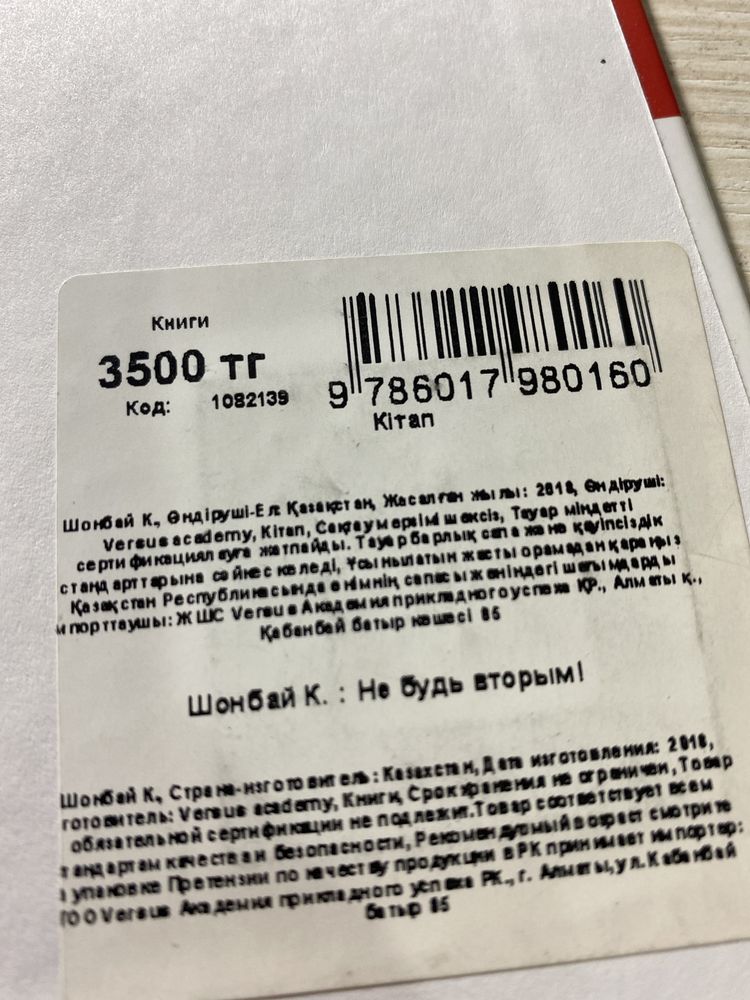 Книги
3500 тг
Код: 1082139
9 786017 980160
Кітап
Шонбай К., Өндіруші-Ел: Қазақстан, Жасалған жылы: 2018, Өндіруші:
Versus academy, Кітап, Сақтау мерзімі шексіз, Тауар міндетті
сертификациялауға жатпайды. Тауар барлық сапа және қауіпсіздік
стандарттарына сәйкес келеді, Ұсынылатын жасты орамадан қараңыз
Қазақстан Республикасында өнімнің сапасы жөніндегі шағымдарды
импорттаушы: ЖШС Versus Академия прикладного успеха ҚР., Алматы қ.,
Қабанбай батыр көшесі 85
Шонбай К. : Не будь вторым!
Шонбай К., Страна-изготовитель: Казахстан, Дата изготовления: 2018,
готовитель: Versus academy, Книги, Срок хранения не ограничен, Товар
обязательной сертификации не подлежит. Товар соответствует всем
тандартам качества и безопасности, Рекомендуемый возраст смотрите
упаковке Претензии по качеству продукции в РК принимает импортер:
ТОО Versus Академия прикладного успеха РК., г. Алматы, ул. Кабанбай
батыр 85